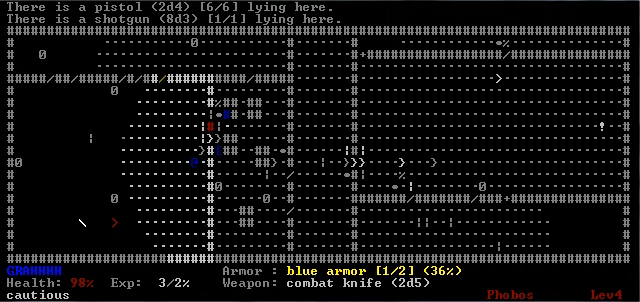 There is a pistol (2d4) [6/6] lying here.
There is a shotgun (8d3) [1/1] lying here.
GRAHHHH
Armor : blue armor [1/2] (36%)
Health: 98% Exp: 3/2% Weapon: combat knife (2d5)
cautious Phobos Lev4